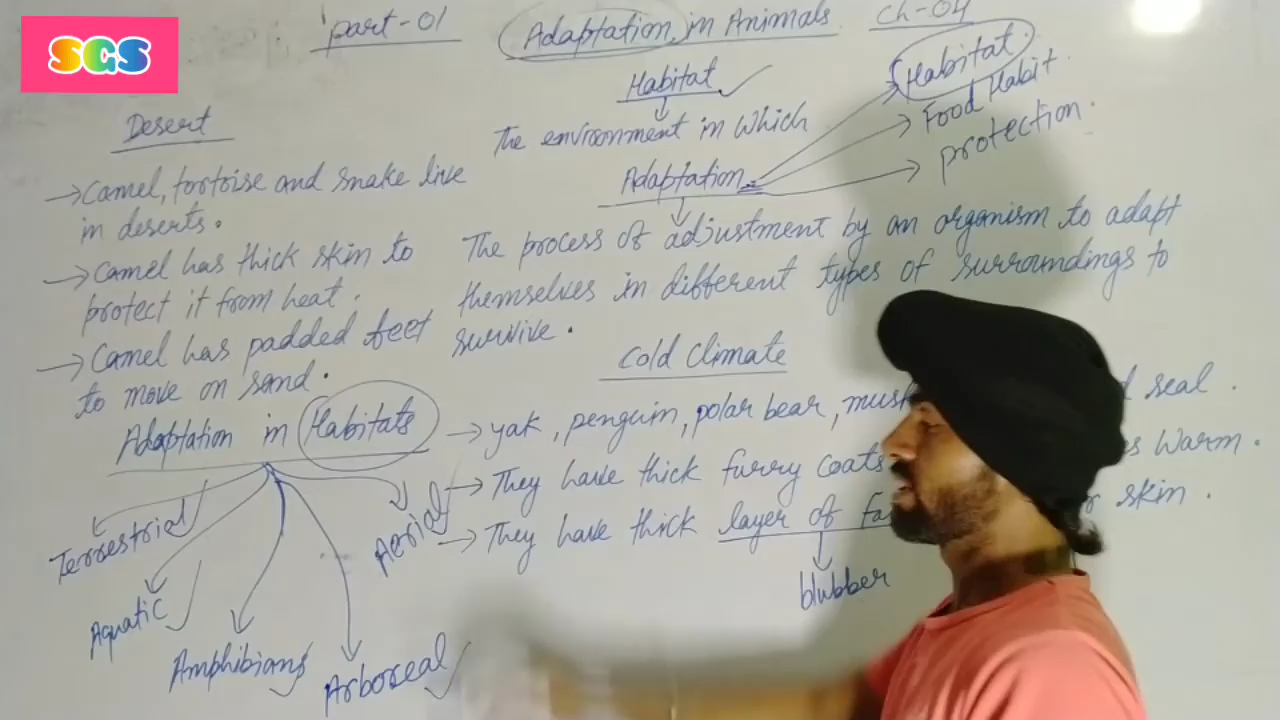 SGS
part-01 Adaptation in Animals Ch-04
Habitat
The environment in which
Adaptation
Habitat
Food Habit
protection.
The process of adjustment by an organism to adapt
themselves in different types of surroundings to
survive.
Desert
→ Camel, tortoise and snake live
in deserts.
→ Camel has thick skin to
protect it from heat.
→ Camel has padded feet
to move on sand.
Cold Climate
→ yak, penguin, polar bear, seal.
→ They have thick furry coats warm.
→ They have thick layer of skin.
blubber
Adaptation in Habitats
Terrestrial
Aquatic
Amphibians
Arboreal
Aerial